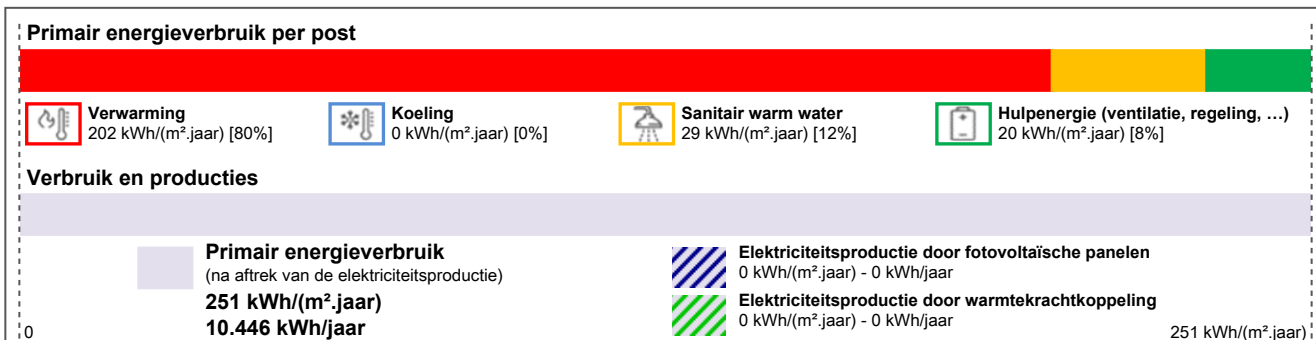 Primair energieverbruik per post
Verwarming
202 kWh/(m².jaar) [80%]
Koeling
0 kWh/(m².jaar) [0%]
Sanitair warm water
29 kWh/(m².jaar) [12%]
Hulpenergie (ventilatie, regeling, …)
20 kWh/(m².jaar) [8%]
Verbruik en producties
Primair energieverbruik
(na aftrek van de elektriciteitsproductie)
251 kWh/(m².jaar)
10.446 kWh/jaar
Elektriciteitsproductie door fotovoltaïsche panelen
0 kWh/(m².jaar) - 0 kWh/jaar
Elektriciteitsproductie door warmtekrachtkoppeling
0 kWh/(m².jaar) - 0 kWh/jaar
0
251 kWh/(m².jaar)